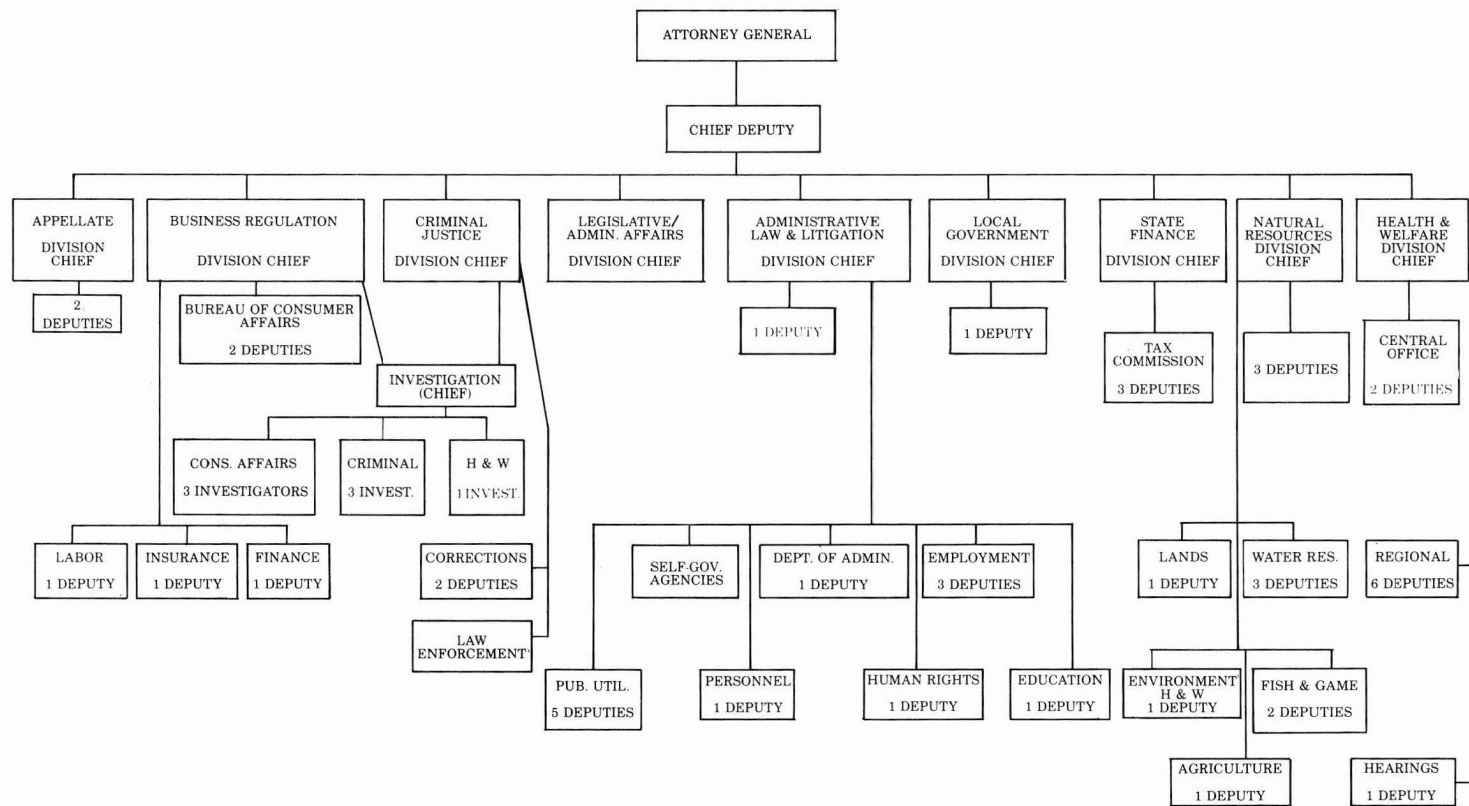 ATTORNEY GENERAL
CHIEF DEPUTY
APPELLATE
DIVISION
CHIEF
2
DEPUTIES
BUSINESS REGULATION
DIVISION CHIEF
BUREAU OF CONSUMER
AFFAIRS
2 DEPUTIES
CRIMINAL
JUSTICE
DIVISION CHIEF
LEGISLATIVE/
ADMIN. AFFAIRS
DIVISION CHIEF
ADMINISTRATIVE
LAW & LITIGATION
DIVISION CHIEF
1 DEPUTY
LOCAL
GOVERNMENT
DIVISION CHIEF
1 DEPUTY
STATE
FINANCE
DIVISION CHIEF
TAX
COMMISSION
3 DEPUTIES
NATURAL
RESOURCES
DIVISION
CHIEF
3 DEPUTIES
HEALTH &
WELFARE
DIVISION
CHIEF
CENTRAL
OFFICE
2 DEPUTIES
INVESTIGATION
(CHIEF)
CONS. AFFAIRS
3 INVESTIGATORS
CRIMINAL
3 INVEST.
H & W
1 INVEST.
LABOR
1 DEPUTY
INSURANCE
1 DEPUTY
FINANCE
1 DEPUTY
CORRECTIONS
2 DEPUTIES
LAW
ENFORCEMENT
SELF-GOV.
AGENCIES
DEPT. OF ADMIN.
1 DEPUTY
EMPLOYMENT
3 DEPUTIES
LANDS
1 DEPUTY
WATER RES.
3 DEPUTIES
REGIONAL
6 DEPUTIES
PUB. UTIL.
5 DEPUTIES
PERSONNEL
1 DEPUTY
HUMAN RIGHTS
1 DEPUTY
EDUCATION
1 DEPUTY
ENVIRONMENT
H & W
1 DEPUTY
FISH & GAME
2 DEPUTIES
AGRICULTURE
1 DEPUTY
HEARINGS
1 DEPUTY